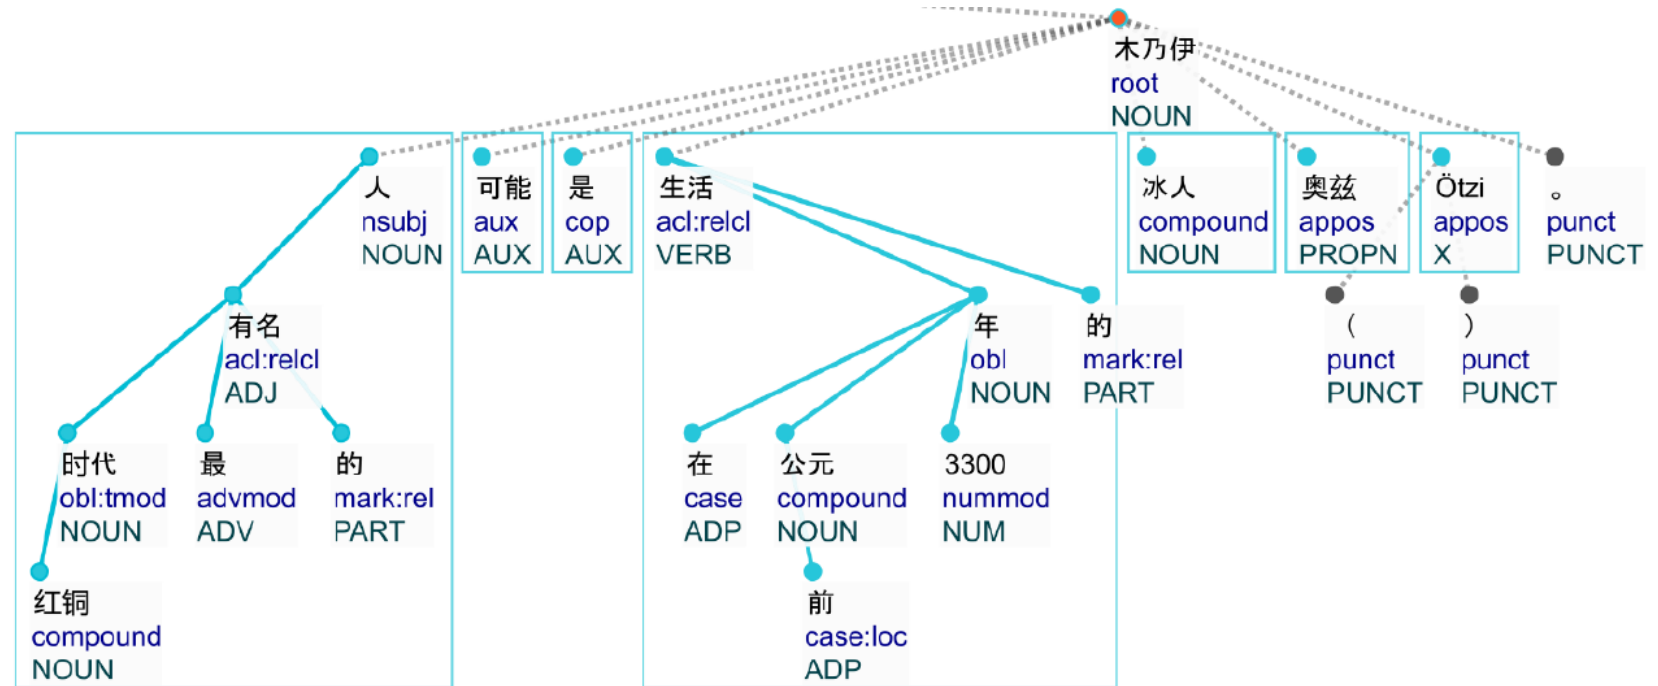 木乃伊
root
NOUN
人
nsubj
NOUN
可能
aux
AUX
是
cop
AUX
生活
acl:relcl
VERB
冰人
compound
NOUN
奥兹
appos
PROPN
Ötzi
appos
X
。
punct
PUNCT
有名
acl:relcl
ADJ
年
obl
NOUN
的
mark:rel
PART
（
punct
PUNCT
）
punct
PUNCT
时代
obl:tmod
NOUN
最
advmod
ADV
的
mark:rel
PART
在
case
ADP
公元
compound
NOUN
3300
nummod
NUM
红铜
compound
NOUN
前
case:loc
ADP